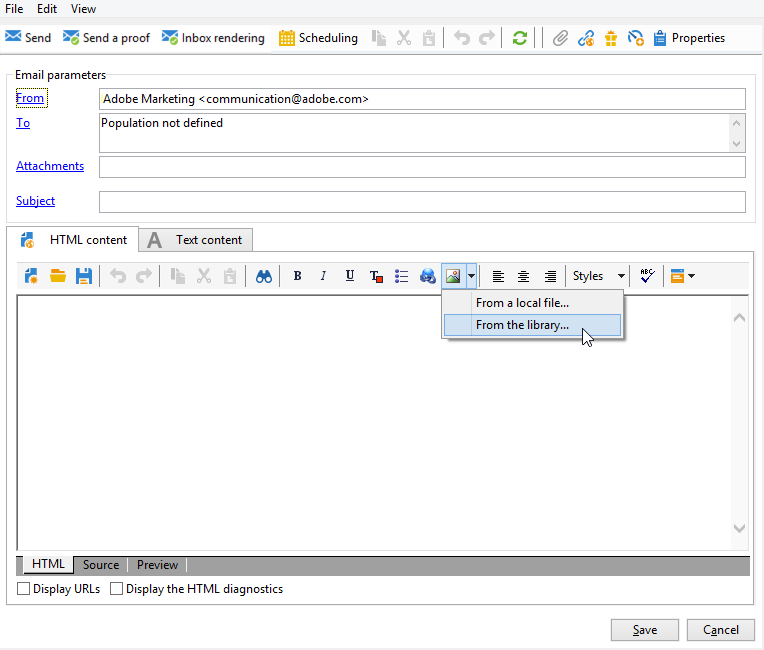 File Edit View
Send Send a proof Inbox rendering Scheduling Properties
Email parameters
From Adobe Marketing <communication@adobe.com>
To Population not defined
Attachments
Subject
HTML content A Text content
B I U T Styles ABC
From a local file...
From the library...
HTML Source Preview
Display URLs Display the HTML diagnostics
Save Cancel